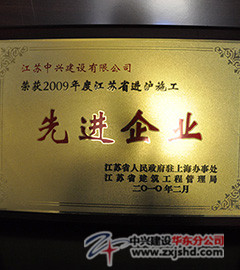 江苏中兴建设有限公司
荣获2009年度江苏省进沪施工
先进企业
江苏省人民政府驻上海办事处
江苏省建筑工程管理局
二〇一〇年二月
中兴建设华东分公司
www.zxjshd.com